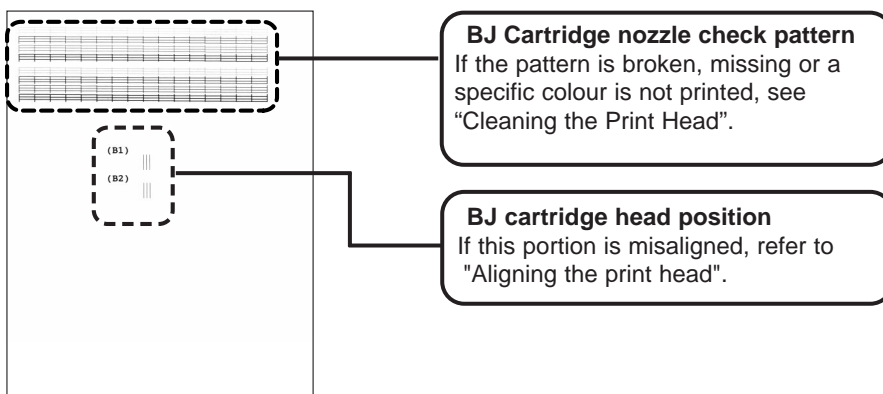 BJ Cartridge nozzle check pattern
If the pattern is broken, missing or a
specific colour is not printed, see
“Cleaning the Print Head”.
(B1)
(B2)
BJ cartridge head position
If this portion is misaligned, refer to
"Aligning the print head".